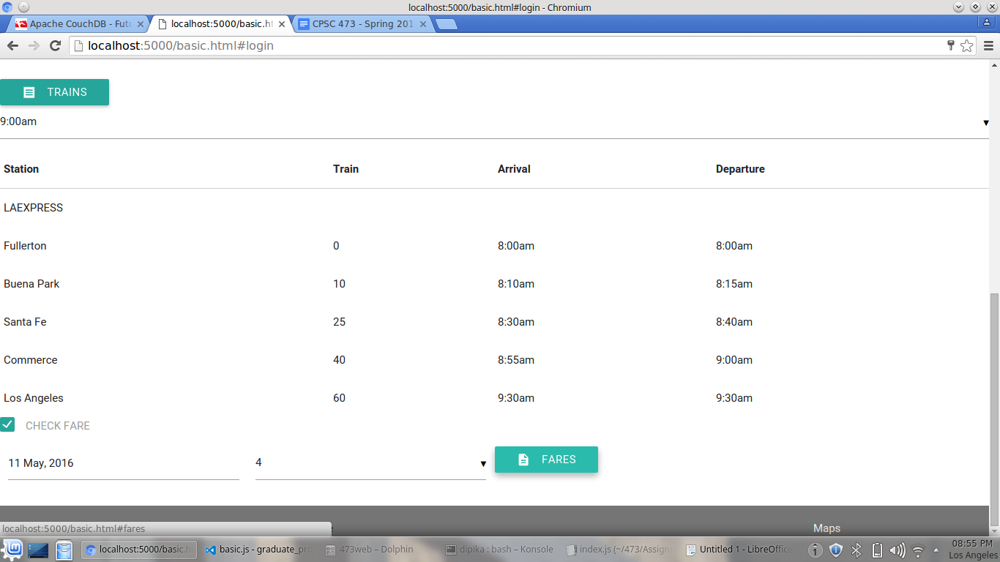 localhost:5000/basic.html#login - Chromium
Apache CouchDB - Fut
localhost:5000/basic.ht
CPSC 473 - Spring 201
localhost:5000/basic.html#login
TRAINS
9:00am
Station Train Arrival Departure
LAEXPRESS
Fullerton 0 8:00am 8:00am
Buena Park 10 8:10am 8:15am
Santa Fe 25 8:30am 8:40am
Commerce 40 8:55am 9:00am
Los Angeles 60 9:30am 9:30am
CHECK FARE
11 May, 2016 4 FARES
Maps
localhost:5000/basic.html#fares
localhost:5000/basic.h
basic.js - graduate_pro
473web – Dolphin
dipika : bash – Konsole
index.js (~/473/Assign
Untitled 1 - LibreOffice
1
08:55 PM
Los Angeles